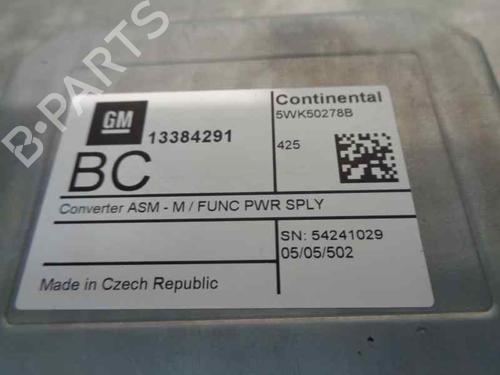 B-PARTS
GM
13384291
BC
Converter ASM - M / FUNC PWR SPLY
Made in Czech Republic
Continental
5WK50278B
425
SN: 54241029
05/05/502